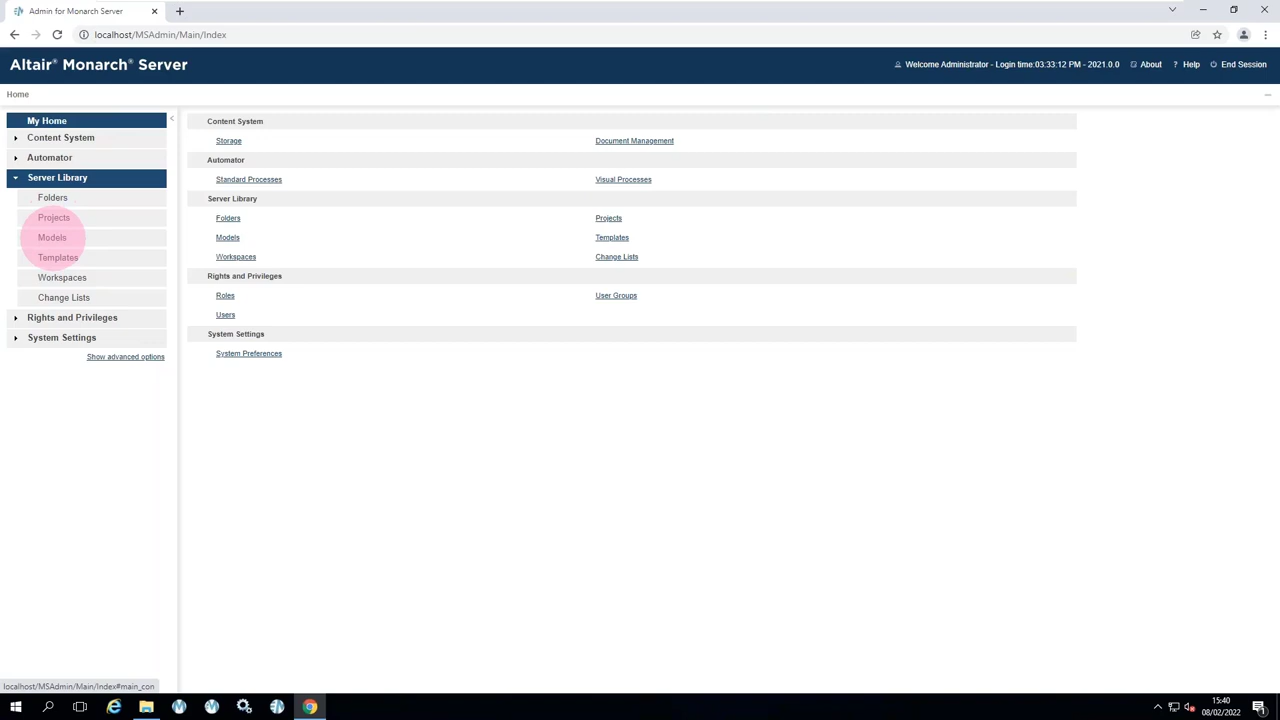 Admin for Monarch Server
localhost/MSAdmin/Main/Index
Altair® Monarch® Server
Welcome Administrator - Login time:03:33:12 PM - 2021.0.0
About
? Help
End Session
Home
My Home
Content System
Automator
Server Library
Folders
Projects
Models
Templates
Workspaces
Change Lists
Rights and Privileges
System Settings
Show advanced options
Content System
Storage Document Management
Automator
Standard Processes Visual Processes
Server Library
Folders Projects
Models Templates
Workspaces Change Lists
Rights and Privileges
Roles User Groups
Users
System Settings
System Preferences
localhost/MSAdmin/Main/Index#main_con
15:40
08/02/2022
1